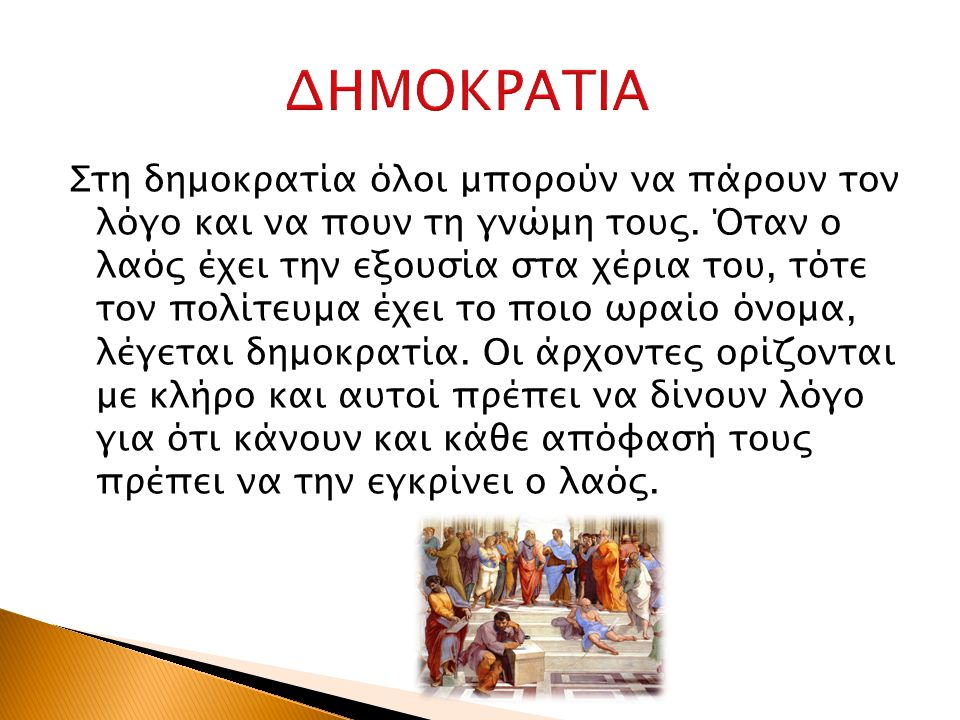 ΔΗΜΟΚΡΑΤΙΑ
Στη δημοκρατία όλοι μπορούν να πάρουν τον
λόγο και να πουν τη γνώμη τους. Όταν ο
λαός έχει την εξουσία στα χέρια του, τότε
τον πολίτευμα έχει το ποιο ωραίο όνομα,
λέγεται δημοκρατία. Οι άρχοντες ορίζονται
με κλήρο και αυτοί πρέπει να δίνουν λόγο
για ότι κάνουν και κάθε απόφασή τους
πρέπει να την εγκρίνει ο λαός.